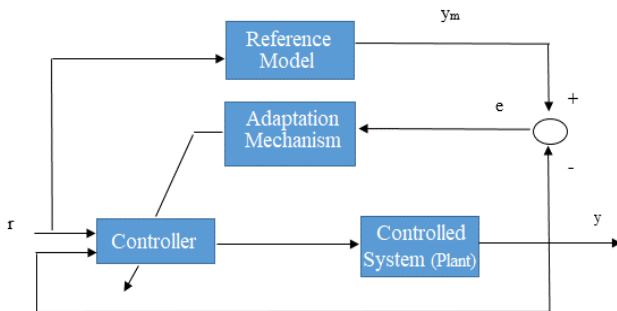 yₘ
Reference
Model
+
e
Adaptation
Mechanism
-
r
y
Controller
Controlled
System (Plant)